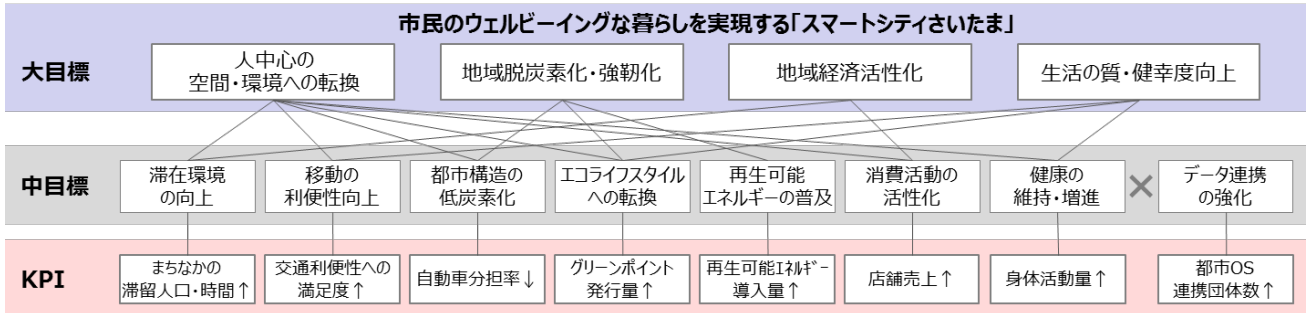 市民のウェルビーイングな暮らしを実現する「スマートシティさいたま」
大目標
人中心の
空間・環境への転換
地域脱炭素化・強靭化
地域経済活性化
生活の質・健幸度向上
中目標
滞在環境
の向上
移動の
利便性向上
都市構造の
低炭素化
エコライフスタイル
への転換
再生可能
エネルギーの普及
消費活動の
活性化
健康の
維持・増進
×
データ連携
の強化
KPI
まちなかの
滞留人口・時間↑
交通利便性への
満足度↑
自動車分担率↓
グリーンポイント
発行量↑
再生可能ｴﾈﾙｷﾞｰ
導入量↑
店舗売上↑
身体活動量↑
都市OS
連携団体数↑